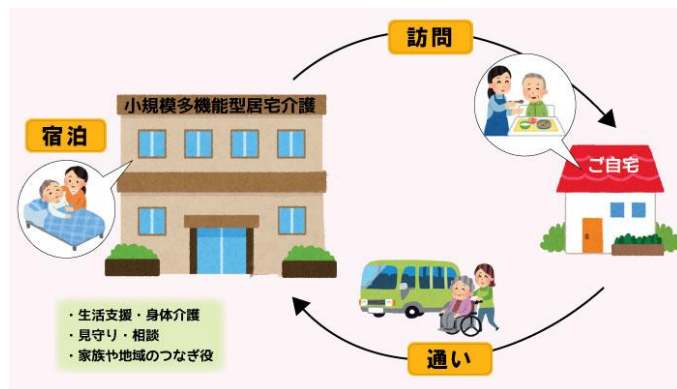 訪問
小規模多機能型居宅介護
宿泊
ご自宅
・生活支援・身体介護
・見守り・相談
・家族や地域のつなぎ役
通い